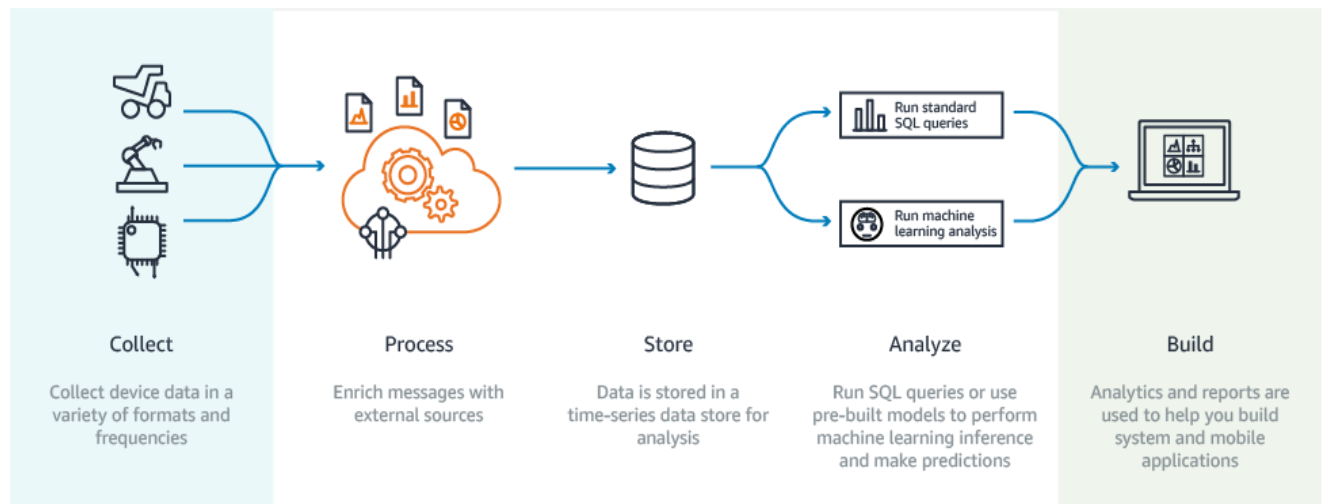 Run standard
SQL queries
Run machine
learning analysis
Collect
Collect device data in a
variety of formats and
frequencies
Process
Enrich messages with
external sources
Store
Data is stored in a
time-series data store for
analysis
Analyze
Run SQL queries or use
pre-built models to perform
machine learning inference
and make predictions
Build
Analytics and reports are
used to help you build
system and mobile
applications